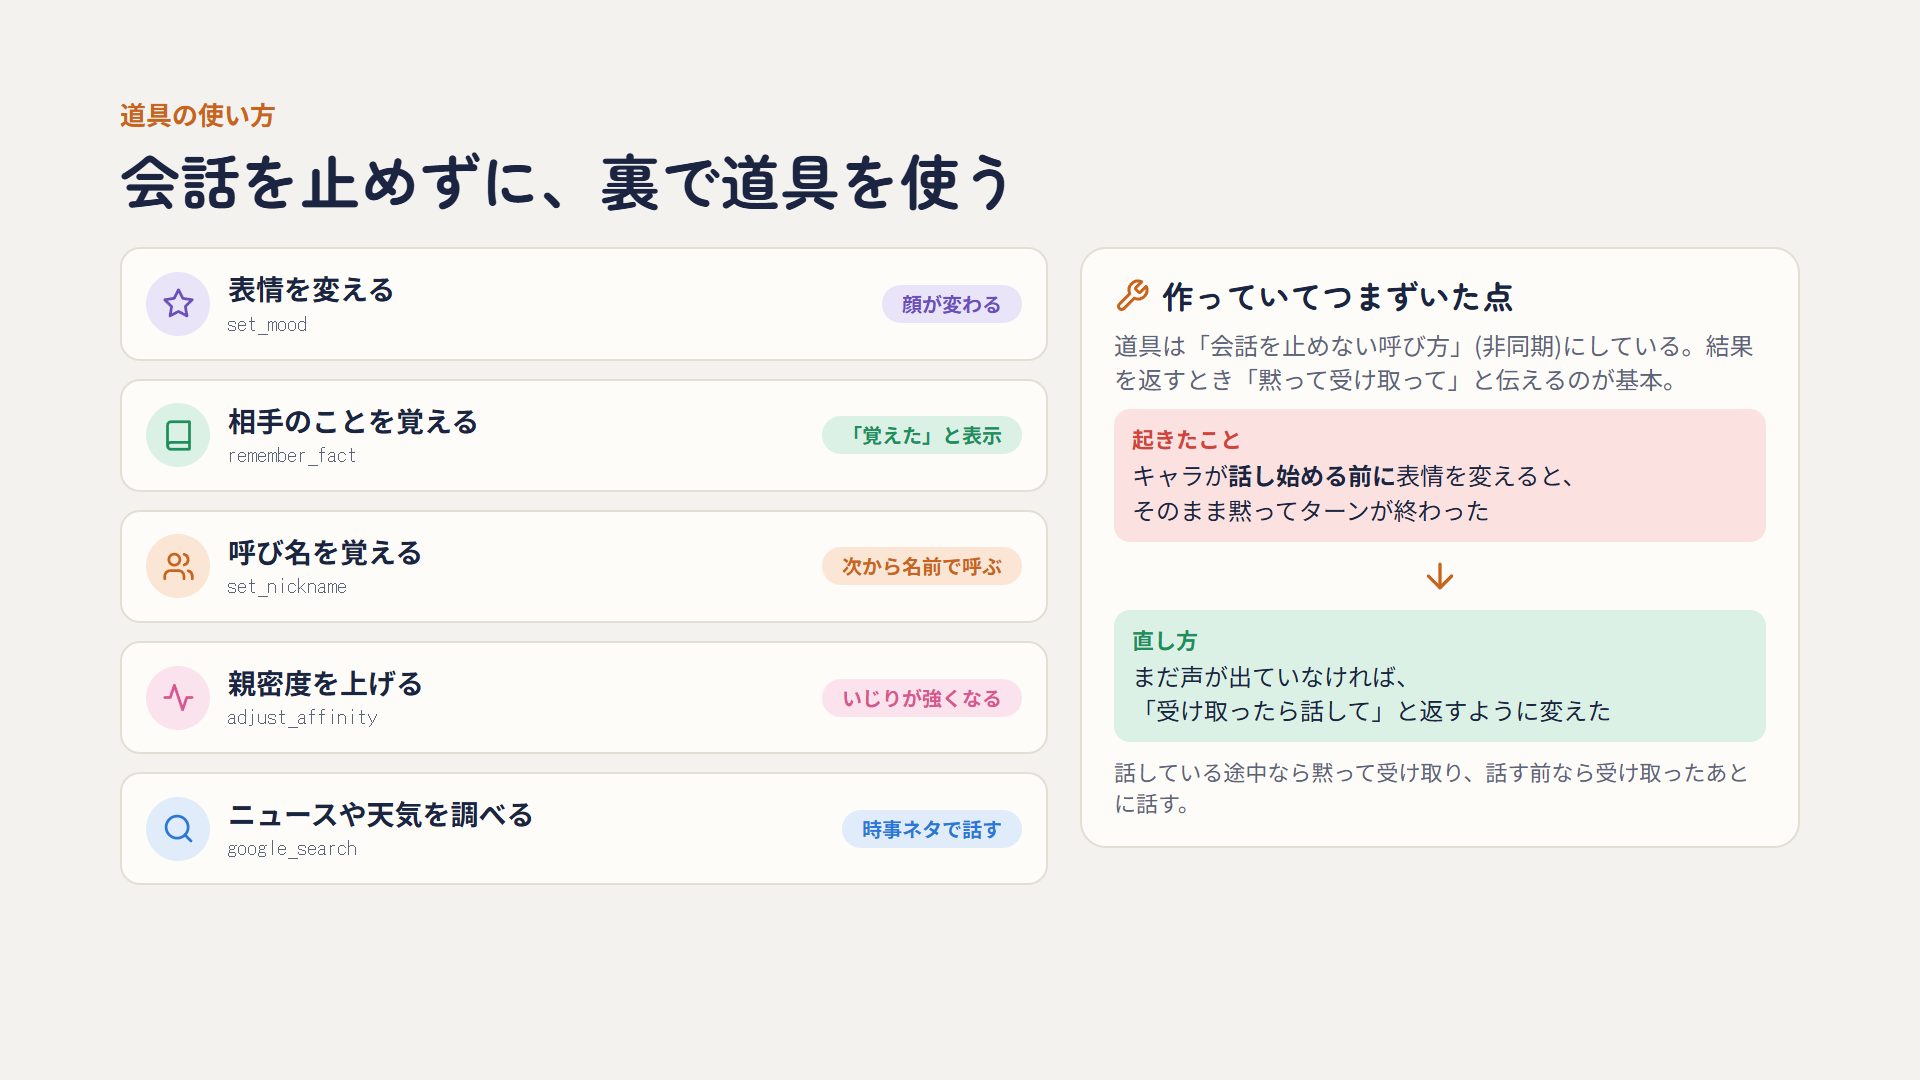 道具の使い方
会話を止めずに、裏で道具を使う
表情を変える
set_mood
顔が変わる
相手のことを覚える
remember_fact
「覚えた」と表示
呼び名を覚える
set_nickname
次から名前で呼ぶ
親密度を上げる
adjust_affinity
いじりが強くなる
ニュースや天気を調べる
google_search
時事ネタで話す
作っていてつまずいた点
道具は「会話を止めない呼び方」(非同期)にしている。結果
を返すとき「黙って受け取って」と伝えるのが基本。
起きたこと
キャラが話し始める前に表情を変えると、
そのまま黙ってターンが終わった
直し方
まだ声が出ていなければ、
「受け取ったら話して」と返すように変えた
話している途中なら黙って受け取り、話す前なら受け取ったあと
に話す。